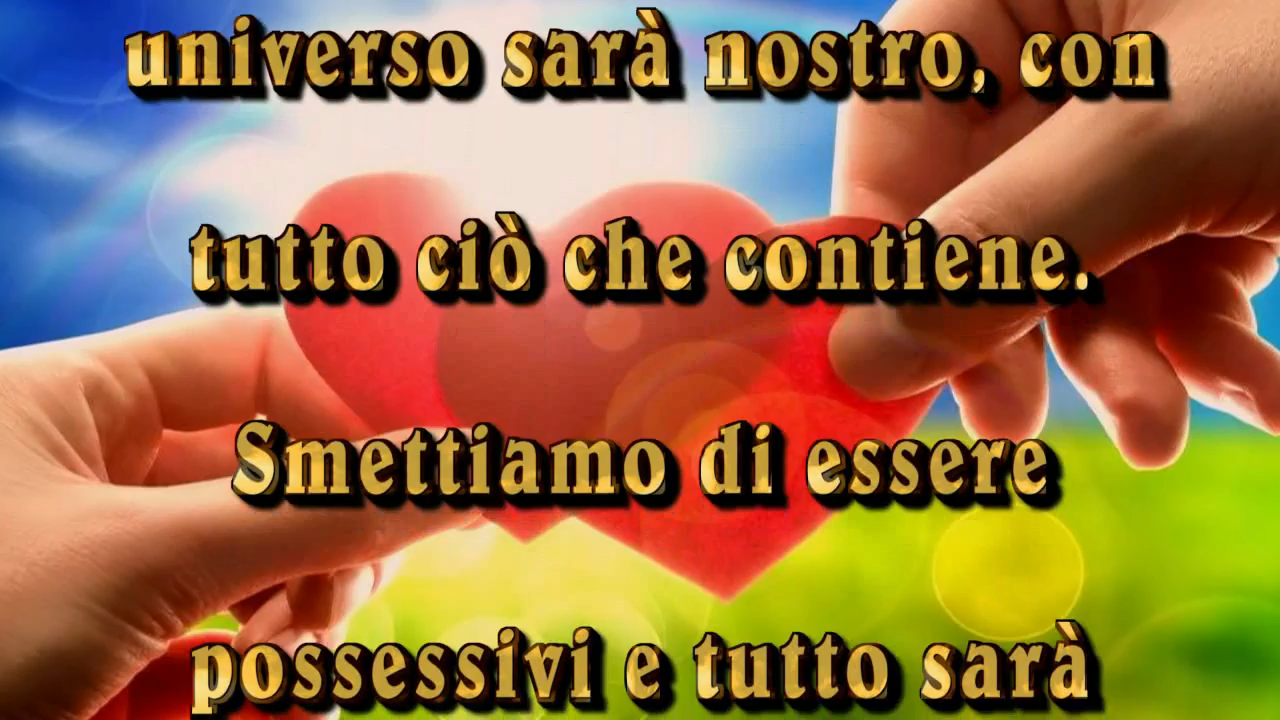 universo sarà nostro, con
tutto ciò che contiene.
Smettiamo di essere
possessivi e tutto sarà